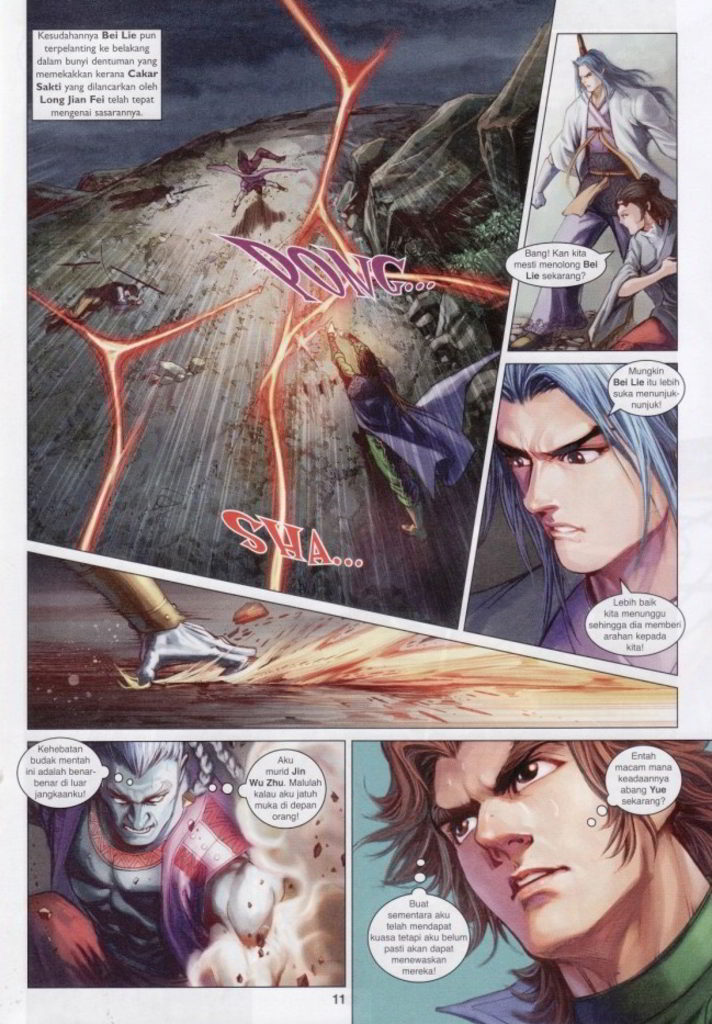 Kesudahannya Bei Lie pun
terpelanting ke belakang
dalam bunyi dentuman yang
memekakkan kerana Cakar
Sakti yang dilancarkan oleh
Long Jian Fei telah tepat
mengenai sasarannya.
PONG...
SHA...
Bang! Kan kita
mesti menolong Bei
Lie sekarang?
Mungkin
Bei Lie itu lebih
suka menunjuk-
nunjuk!
Lebih baik
kita menunggu
sehingga dia memberi
arahan kepada
kita!
Kehebatan
budak mentah
ini adalah benar-
benar di luar
jangkaanku!
Aku
murid Jin
Wu Zhu. Malulah
kalau aku jatuh
muka di depan
orang!
Entah
macam mana
keadaannya
abang Yue
sekarang?
Buat
sementara aku
telah mendapat
kuasa tetapi aku belum
pasti akan dapat
menewaskan
mereka!
11